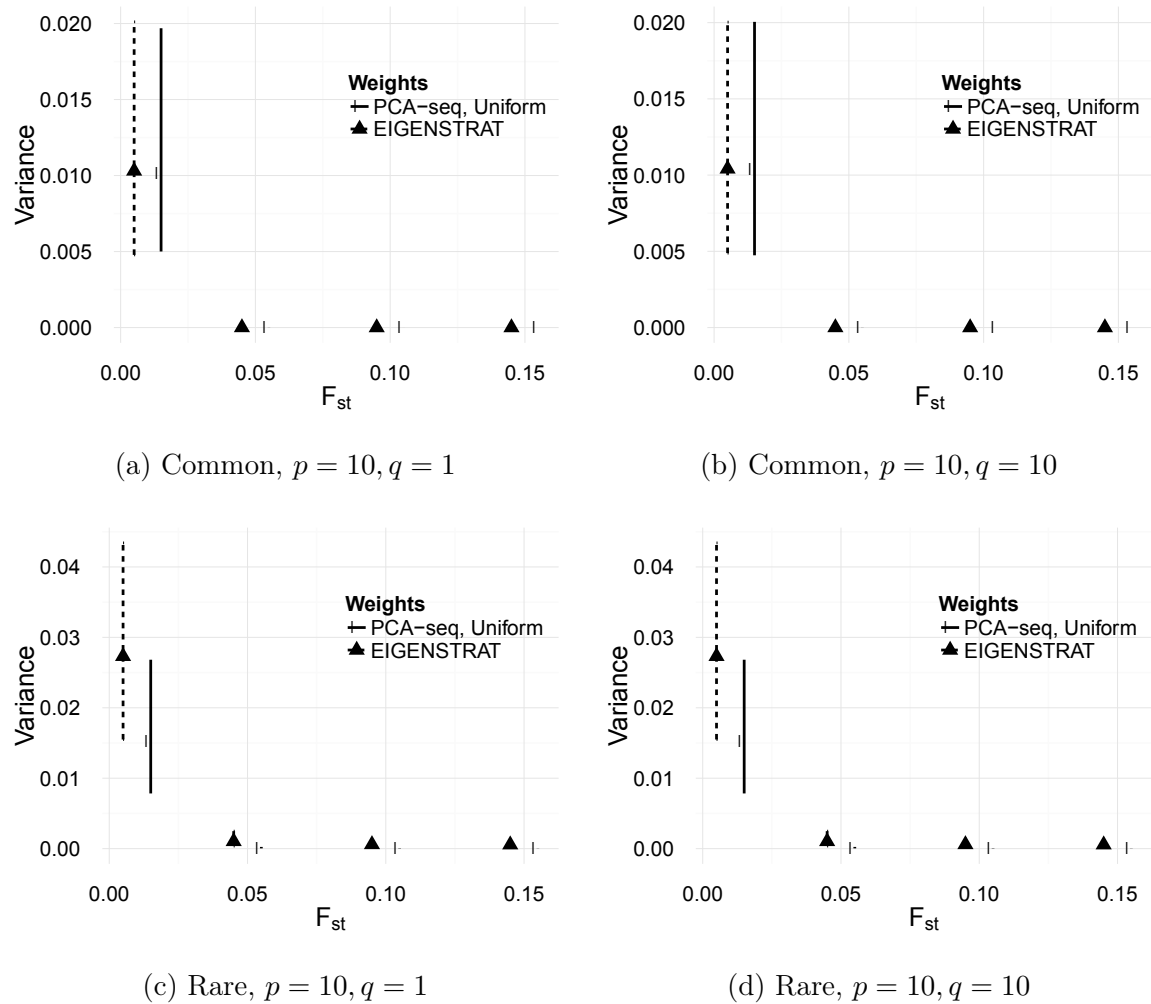 0.020
0.015
0.010
0.005
0.000
Variance
Weights
PCA−seq, Uniform
EIGENSTRAT
0.00 0.05 0.10 0.15
Fst
(a) Common, p = 10, q = 1
0.020
0.015
0.010
0.005
0.000
Variance
Weights
PCA−seq, Uniform
EIGENSTRAT
0.00 0.05 0.10 0.15
Fst
(b) Common, p = 10, q = 10
0.04
0.03
0.02
0.01
0.00
Variance
Weights
PCA−seq, Uniform
EIGENSTRAT
0.00 0.05 0.10 0.15
Fst
(c) Rare, p = 10, q = 1
0.04
0.03
0.02
0.01
0.00
Variance
Weights
PCA−seq, Uniform
EIGENSTRAT
0.00 0.05 0.10 0.15
Fst
(d) Rare, p = 10, q = 10